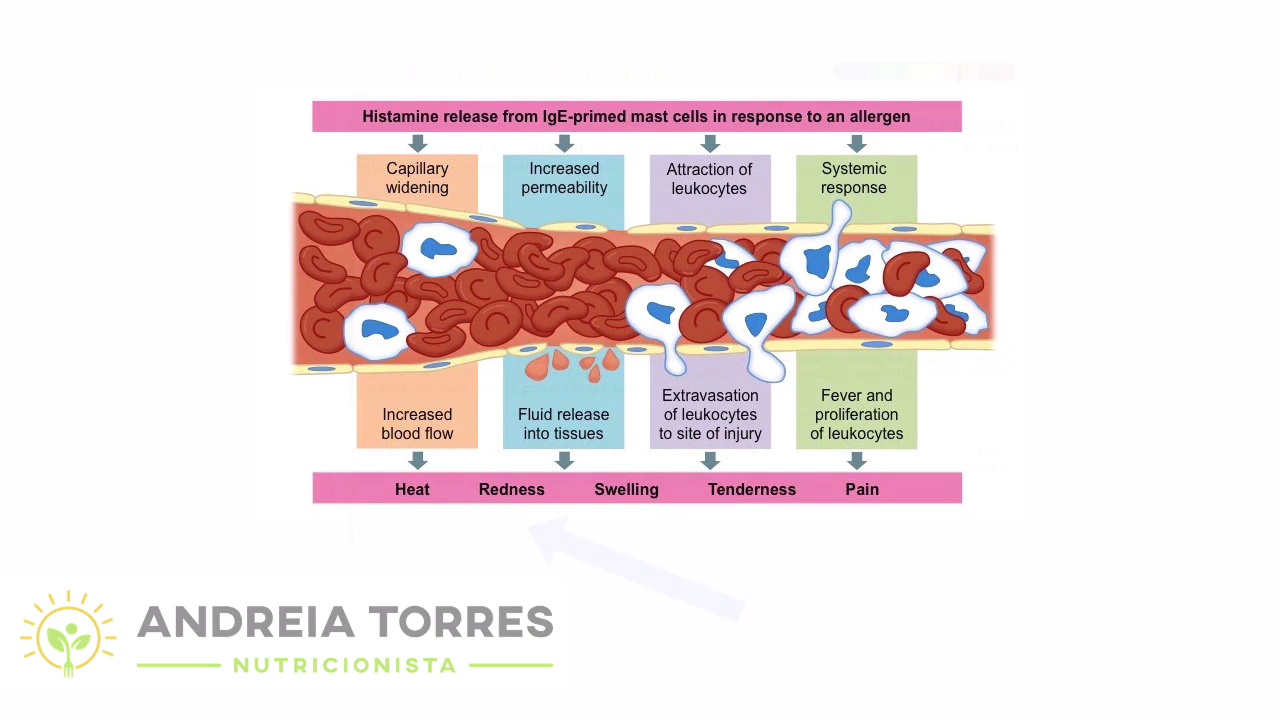 Histamine release from IgE-primed mast cells in response to an allergen
Capillary
widening
Increased
permeability
Attraction of
leukocytes
Systemic
response
Increased
blood flow
Fluid release
into tissues
Extravasation
of leukocytes
to site of injury
Fever and
proliferation
of leukocytes
Heat Redness Swelling Tenderness Pain
ANDREIA TORRES
NUTRICIONISTA